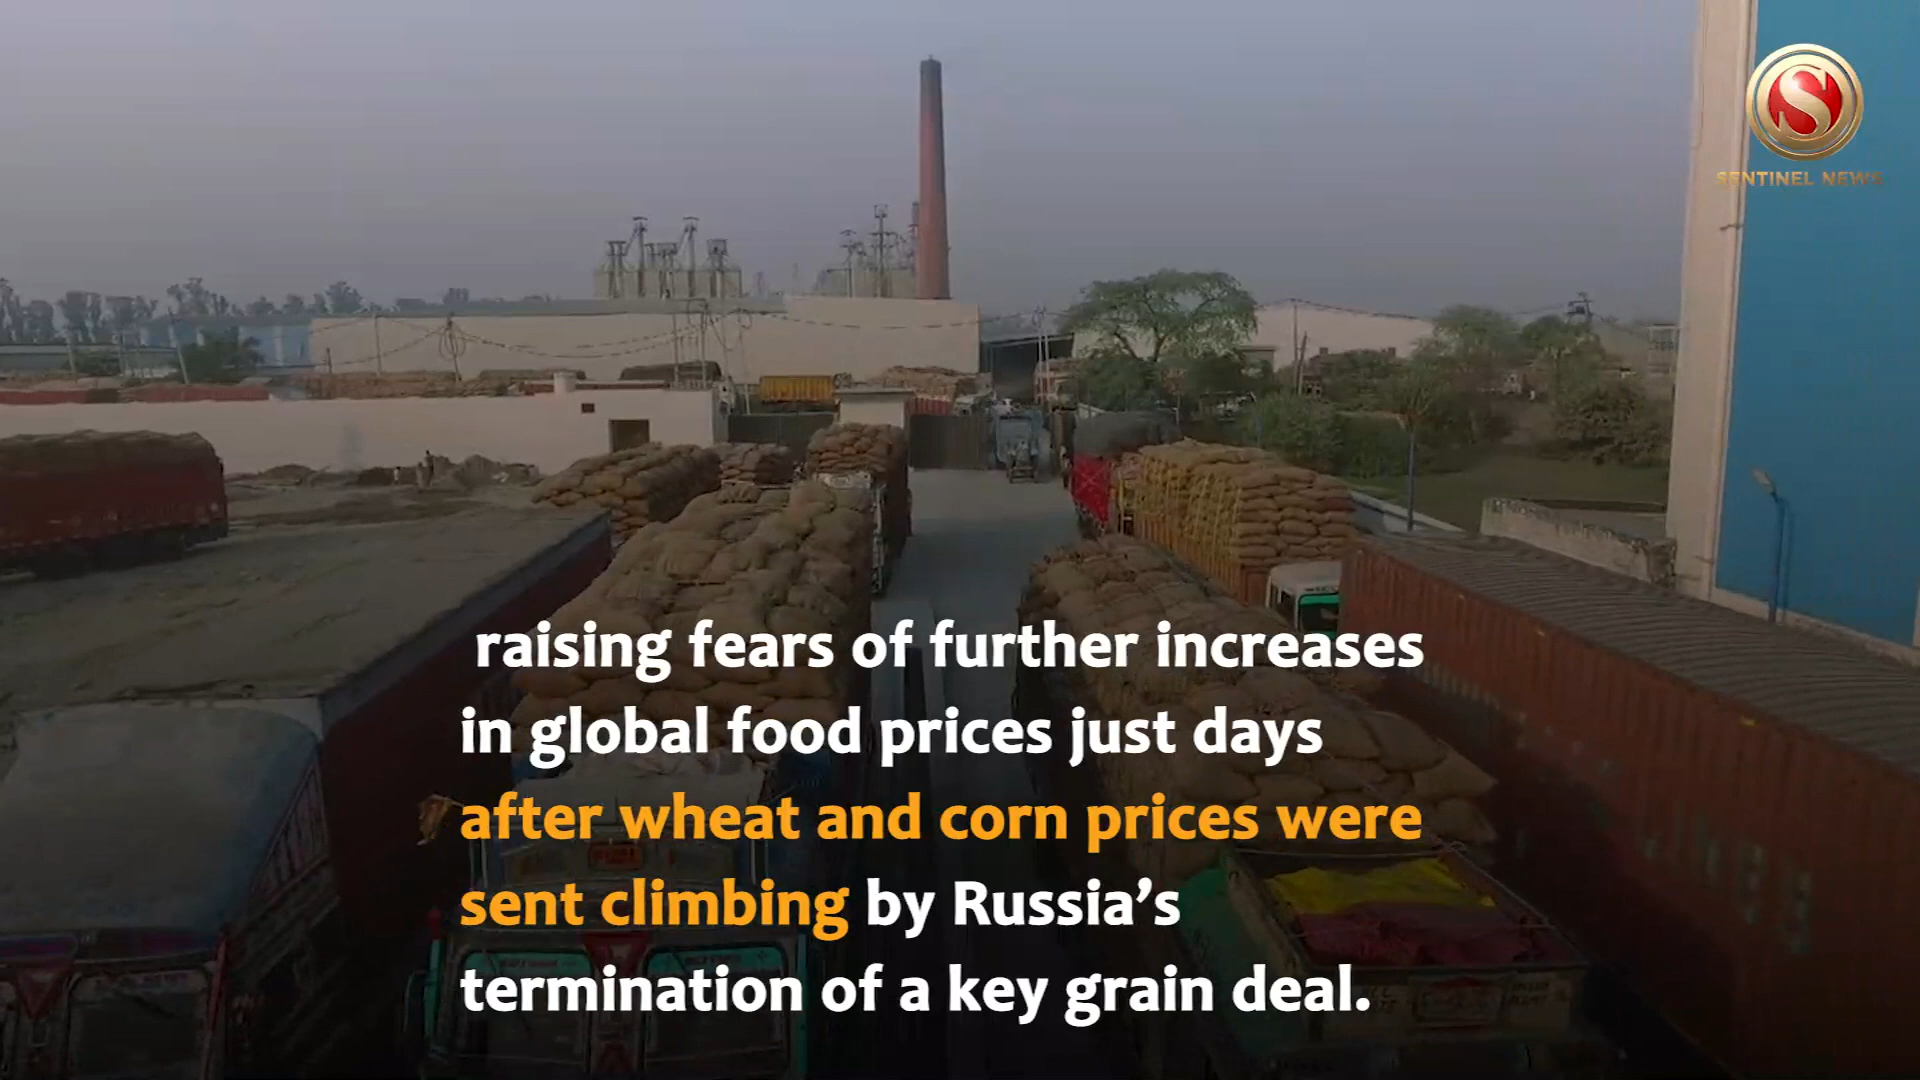 SENTINEL NEWS
raising fears of further increases
in global food prices just days
after wheat and corn prices were
sent climbing by Russia’s
termination of a key grain deal.